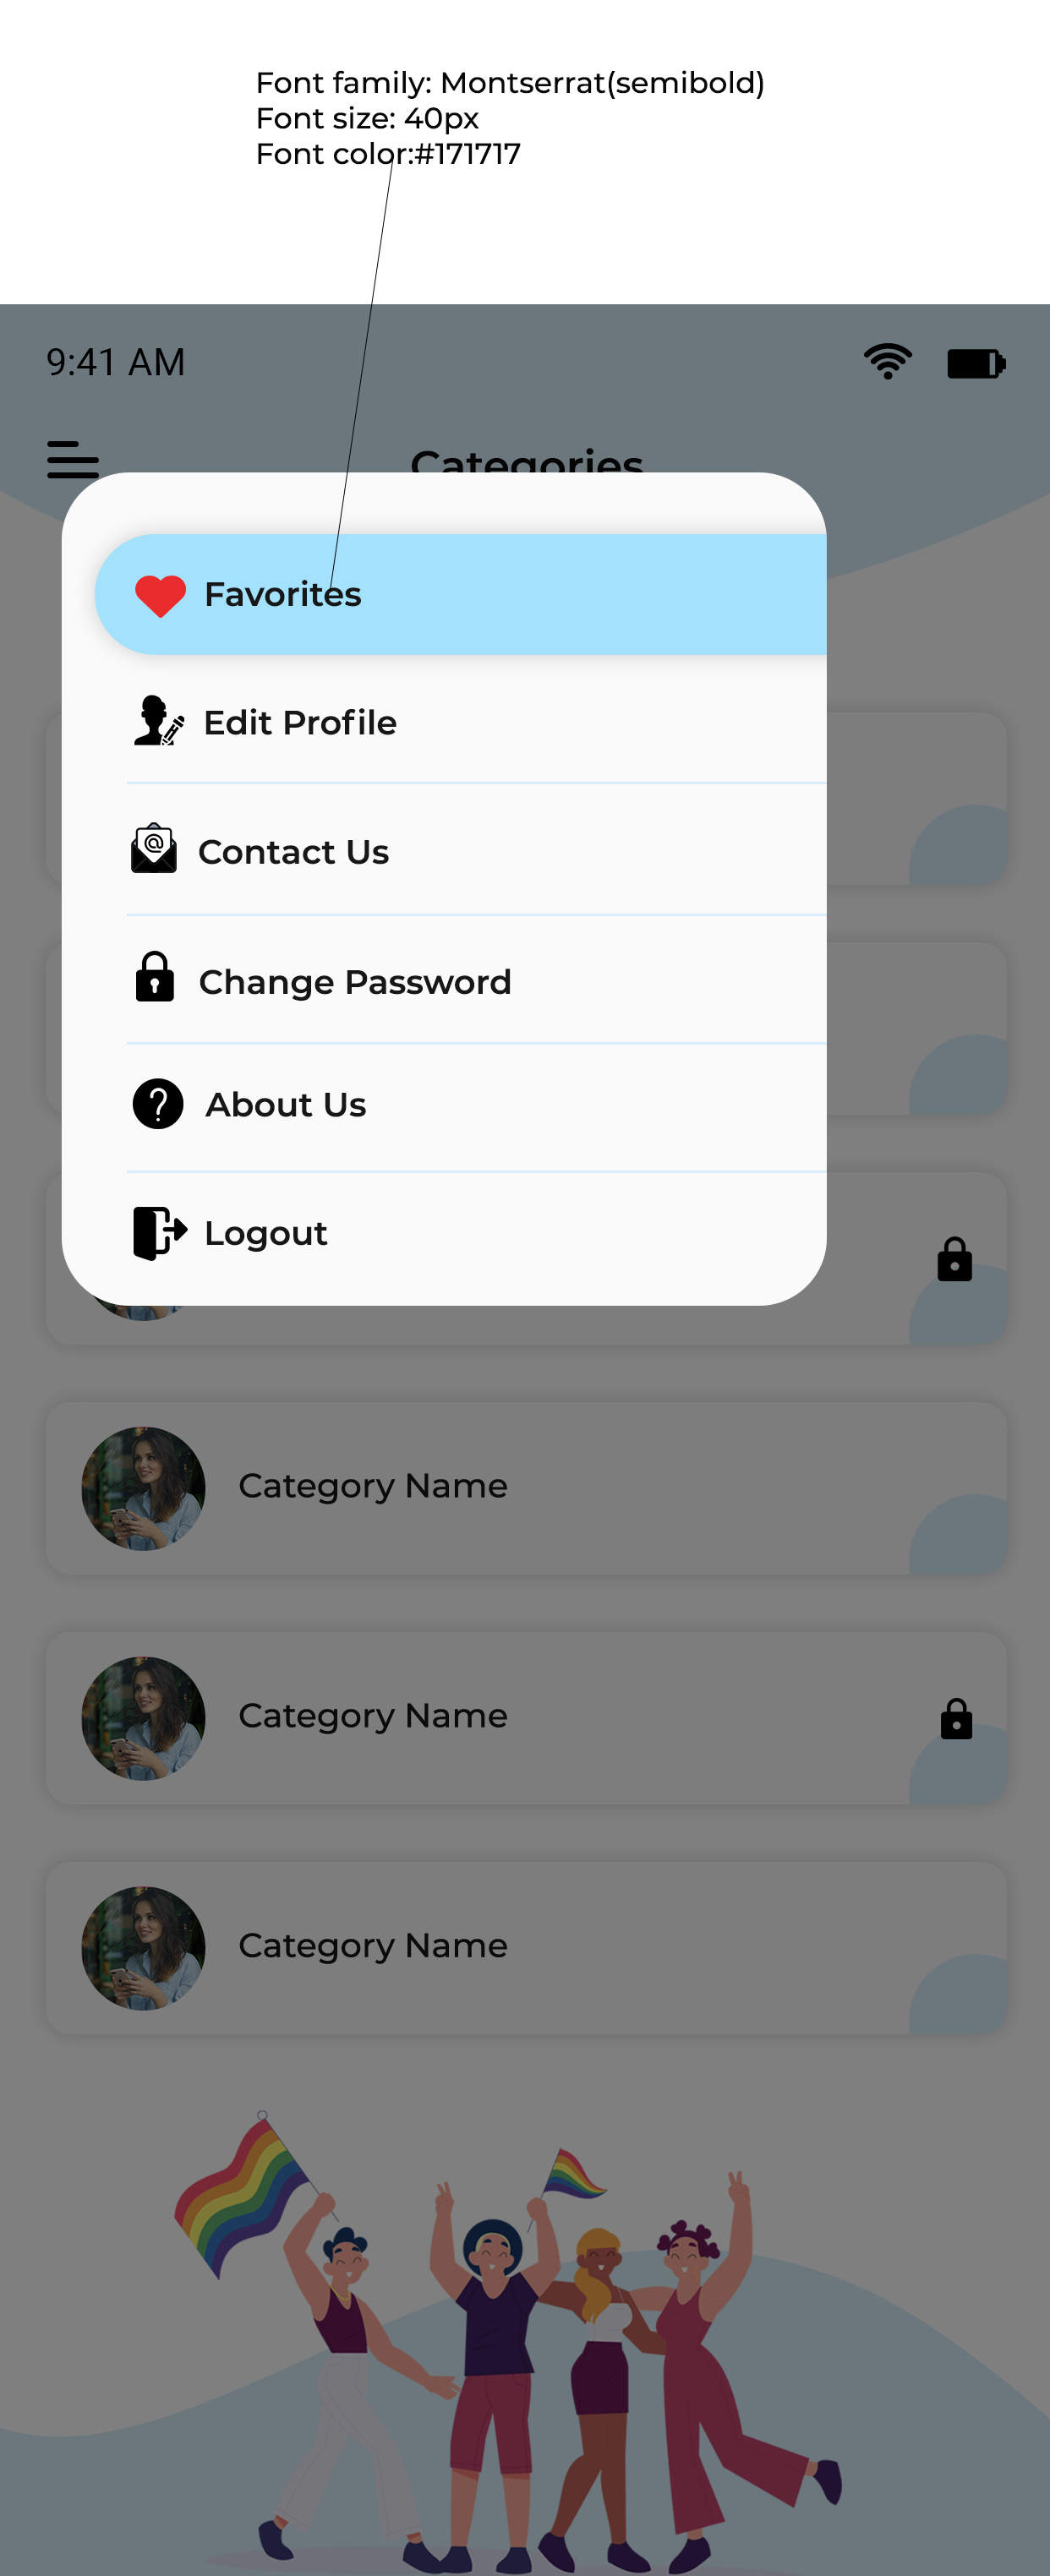 Font family: Montserrat(semibold)
Font size: 40px
Font color:#171717
9:41 AM
Categories
Favorites
Edit Profile
@
Contact Us
Change Password
?
About Us
Logout
Category Name
Category Name
Category Name